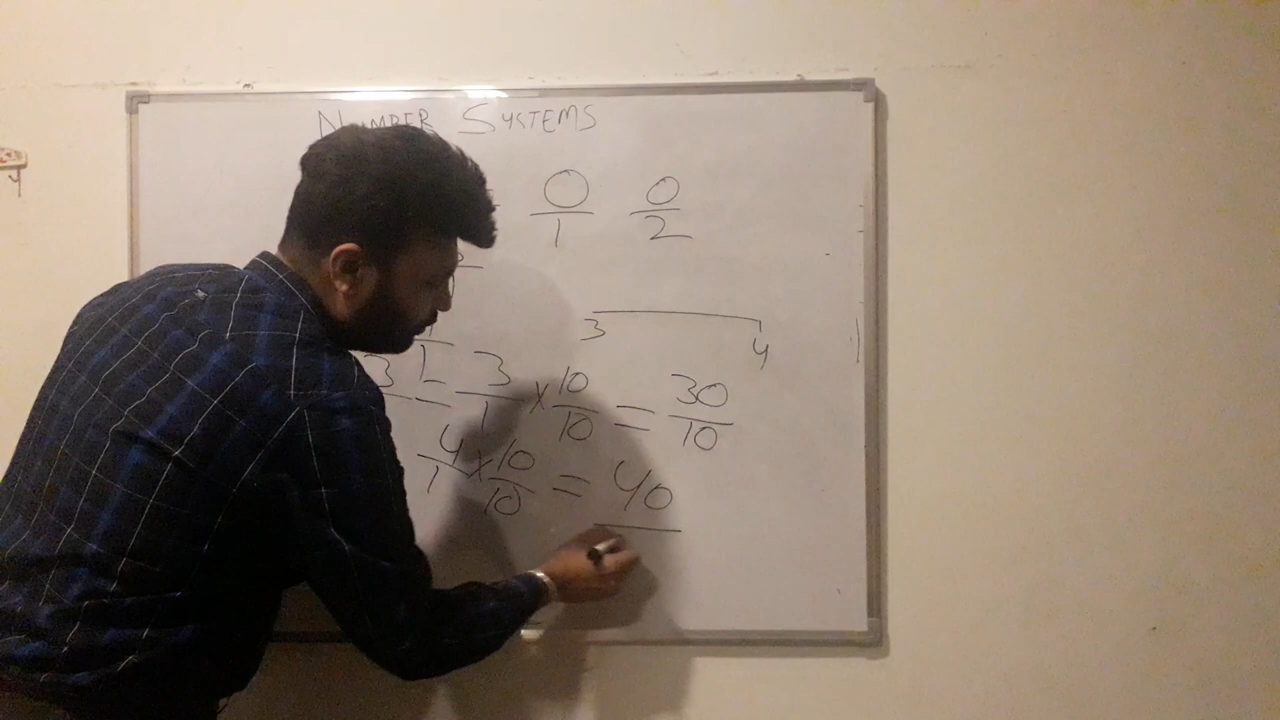 NUMBER SYSTEMS
0/1 0/2
3 4
3 = 3/1 × 10/10 = 30/10
4/1 × 10/10 = 40